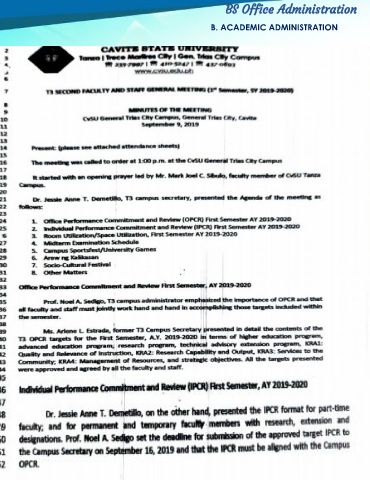 BS Office Administration
B. ACADEMIC ADMINISTRATION
CAVITE STATE UNIVERSITY
Tanza | Trece Martires City | Gen. Trias City Campus
www.cvsu.edu.ph
T3 SECOND FACULTY AND STAFF GENERAL MEETING (1st Semester, SY 2019-2020)
MINUTES OF THE MEETING
CvSU General Trias City Campus, General Trias City, Cavite
September 9, 2019
Present: (please see attached attendance sheets)
The meeting was called to order at 1:00 p.m. at the CvSU General Trias City Campus
It started with an opening prayer led by Mr. Mark Joel C. Sibulo, faculty member of CvSU Tanza
Campus.
Dr. Jessie Anne T. Demetillo, T3 campus secretary, presented the Agenda of the meeting as
follows:
1. Office Performance Commitment and Review (OPCR) First Semester AY 2019-2020
2. Individual Performance Commitment and Review (IPCR) First Semester AY 2019-2020
3. Room Utilization/Space Utilization, First Semester AY 2019-2020
4. Midterm Examination Schedule
5. Campus Sportsfest/University Games
6. Araw ng Kalikasan
7. Socio-Cultural Festival
8. Other Matters
Office Performance Commitment and Review First Semester, AY 2019-2020
Prof. Noel A. Sedigo, T3 campus administrator emphasized the importance of OPCR and that
all faculty and staff must jointly work hand and hand in accomplishing those targets included within
the semester.
Ms. Arlene L. Estrada, former T3 Campus Secretary presented in detail the contents of the
T3 OPCR targets for the First Semester, A.Y. 2019-2020 in terms of higher education program,
advanced education program; research program, technical advisory extension program, KRA1:
Quality and Relevance of Instruction, KRA2: Research Capability and Output, KRA3: Services to the
Community; KRA4: Management of Resources, and strategic objectives. All the targets presented
were approved and agreed by all the faculty and staff.
Individual Performance Commitment and Review (IPCR) First Semester, AY 2019-2020
Dr. Jessie Anne T. Demetillo, on the other hand, presented the IPCR format for part-time
faculty; and for permanent and temporary faculty members with research, extension and
designations. Prof. Noel A. Sedigo set the deadline for submission of the approved target IPCR to
the Campus Secretary on September 16, 2019 and that the IPCR must be aligned with the Campus
OPCR.